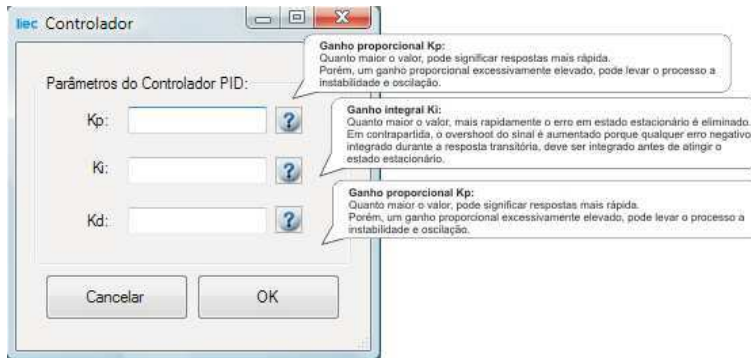 liec Controlador
Parâmetros do Controlador PID:
Kp:
?
Ki:
?
Kd:
?
Cancelar
OK
Ganho proporcional Kp:
Quanto maior o valor, pode significar respostas mais rápida.
Porém, um ganho proporcional excessivamente elevado, pode levar o processo a
instabilidade e oscilação.
Ganho integral Ki:
Quanto maior o valor, mais rapidamente o erro em estado estacionário é eliminado.
Em contrapartida, o overshoot do sinal é aumentado porque qualquer erro negativo
integrado durante a resposta transitória, deve ser integrado antes de atingir o
estado estacionário.
Ganho proporcional Kp:
Quanto maior o valor, pode significar respostas mais rápida.
Porém, um ganho proporcional excessivamente elevado, pode levar o processo a
instabilidade e oscilação.